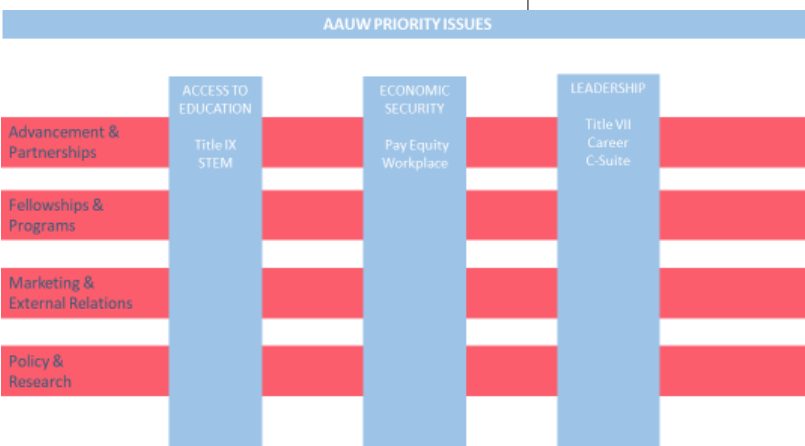 AAUW PRIORITY ISSUES
ACCESS TO
EDUCATION
Title IX
STEM
ECONOMIC
SECURITY
Pay Equity
Workplace
LEADERSHIP
Title VII
Career
C-Suite
Advancement &
Partnerships
Fellowships &
Programs
Marketing &
External Relations
Policy &
Research